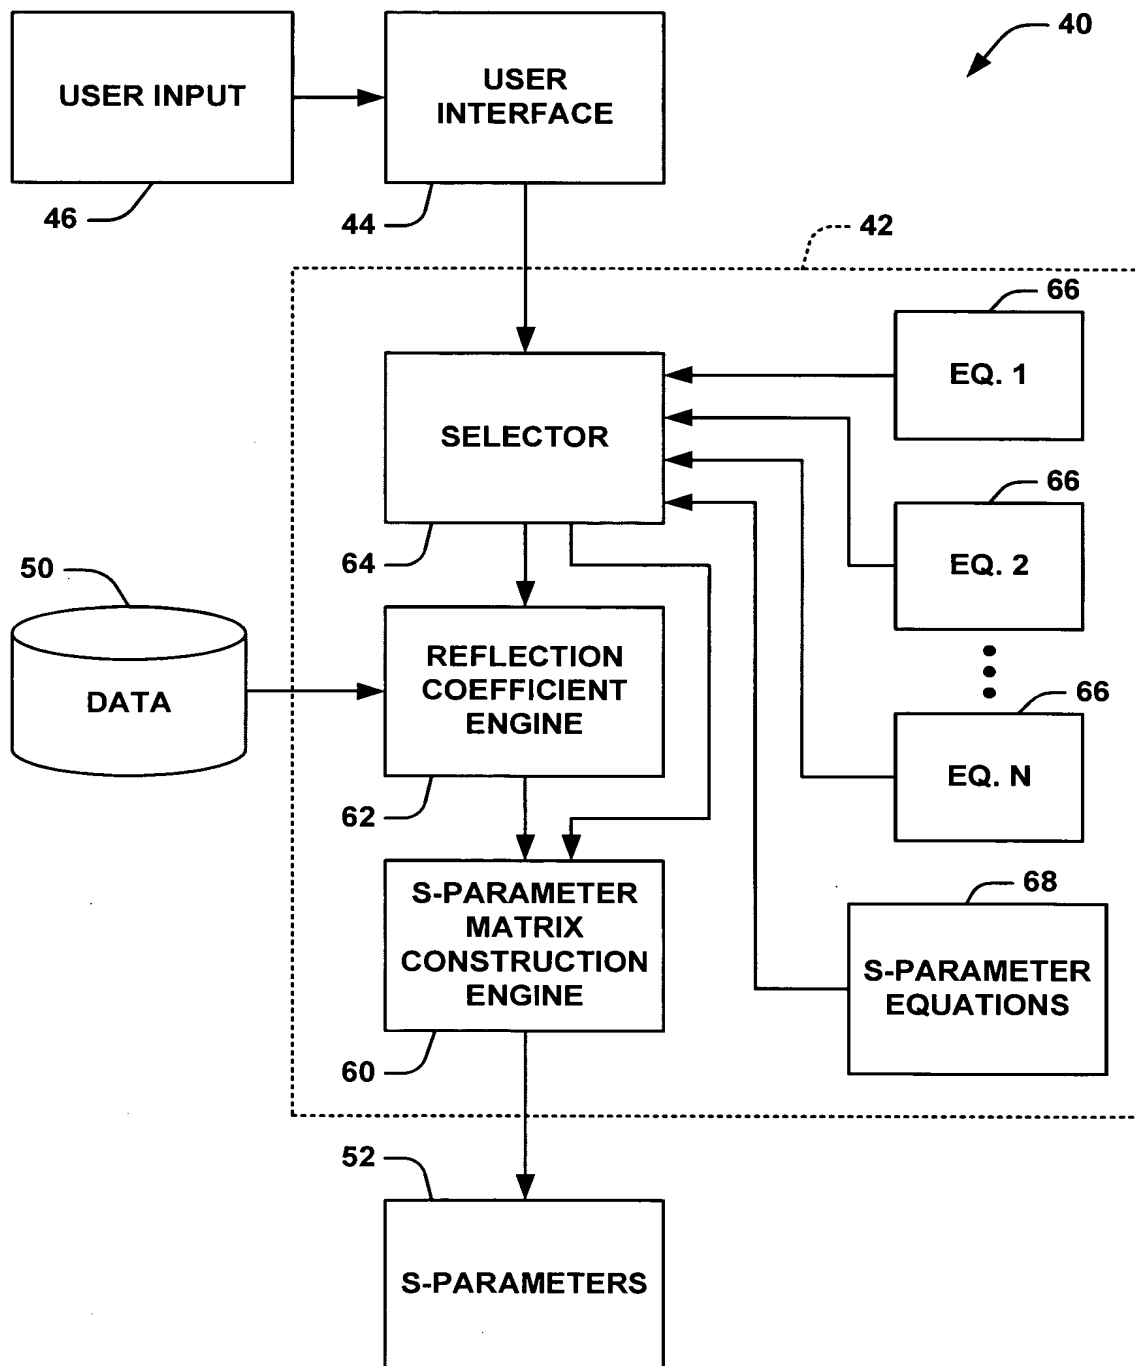 40
USER INPUT
USER
INTERFACE
46
44
42
66
EQ. 1
SELECTOR
66
EQ. 2
64
50
DATA
REFLECTION
COEFFICIENT
ENGINE
66
EQ. N
62
S-PARAMETER
MATRIX
CONSTRUCTION
ENGINE
68
S-PARAMETER
EQUATIONS
60
52
S-PARAMETERS